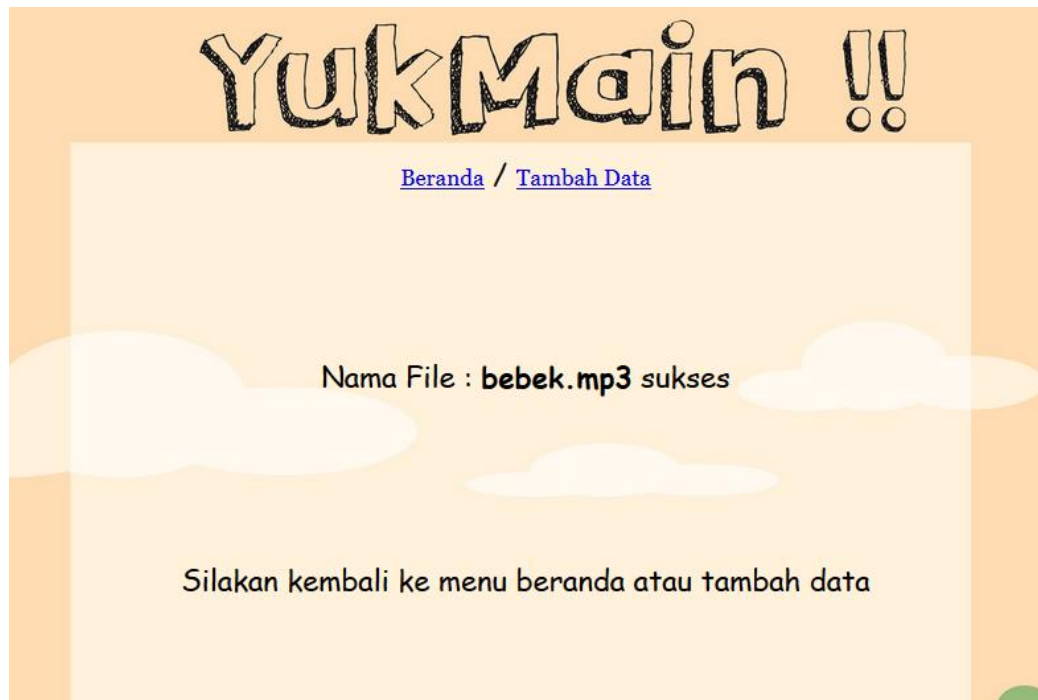 YukMain !!
Beranda / Tambah Data
Nama File : bebek.mp3 sukses
Silakan kembali ke menu beranda atau tambah data